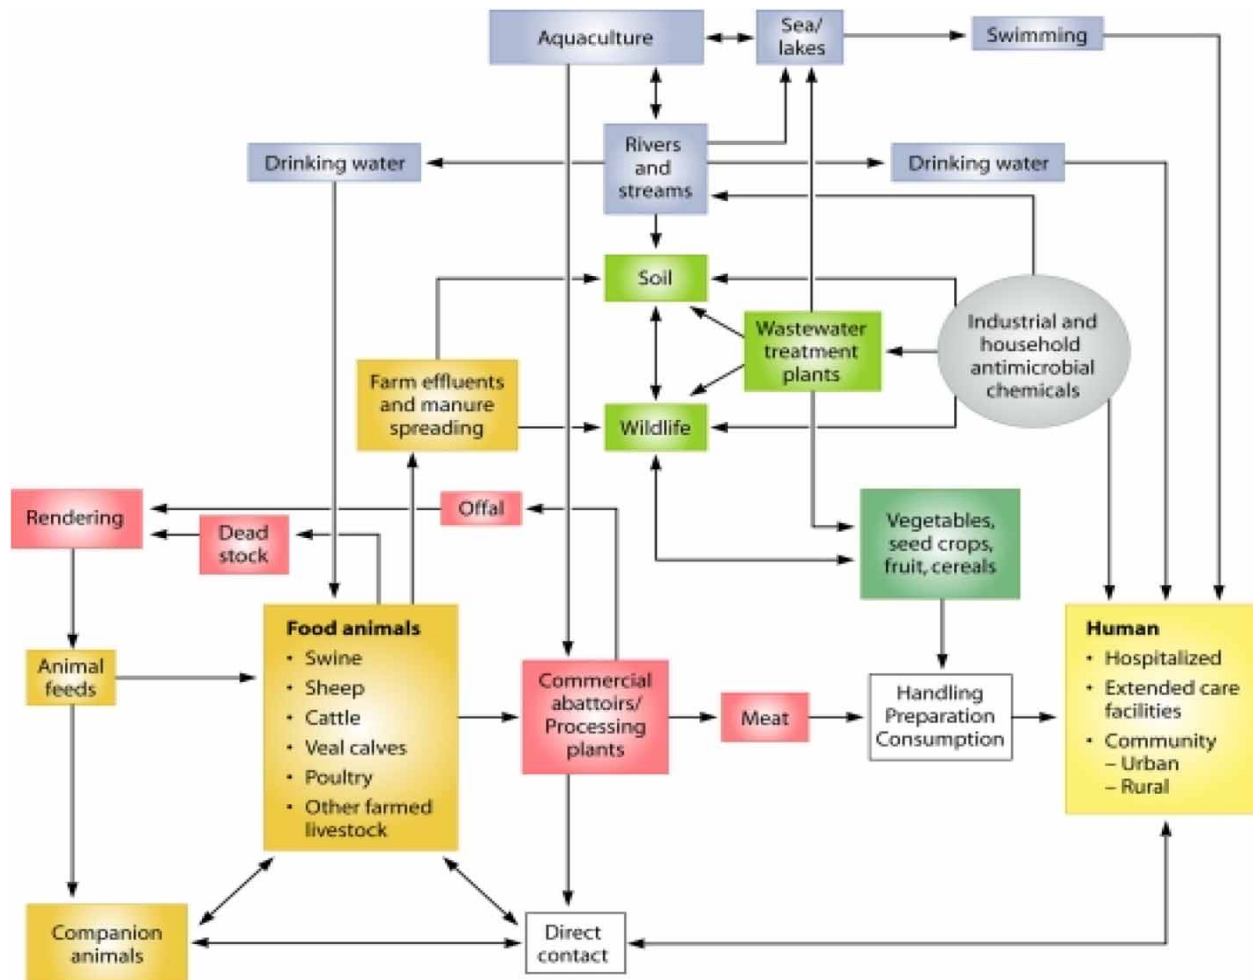 Aquaculture
Sea/
lakes
Swimming
Drinking water
Rivers
and
streams
Drinking water
Soil
Wastewater
treatment
plants
Industrial and
household
antimicrobial
chemicals
Farm effluents
and manure
spreading
Wildlife
Rendering
Dead
stock
Offal
Vegetables,
seed crops,
fruit, cereals
Animal
feeds
Food animals
• Swine
• Sheep
• Cattle
• Veal calves
• Poultry
• Other farmed
livestock
Commercial
abattoirs/
Processing
plants
Meat
Handling
Preparation
Consumption
Human
• Hospitalized
• Extended care
facilities
• Community
– Urban
– Rural
Companion
animals
Direct
contact